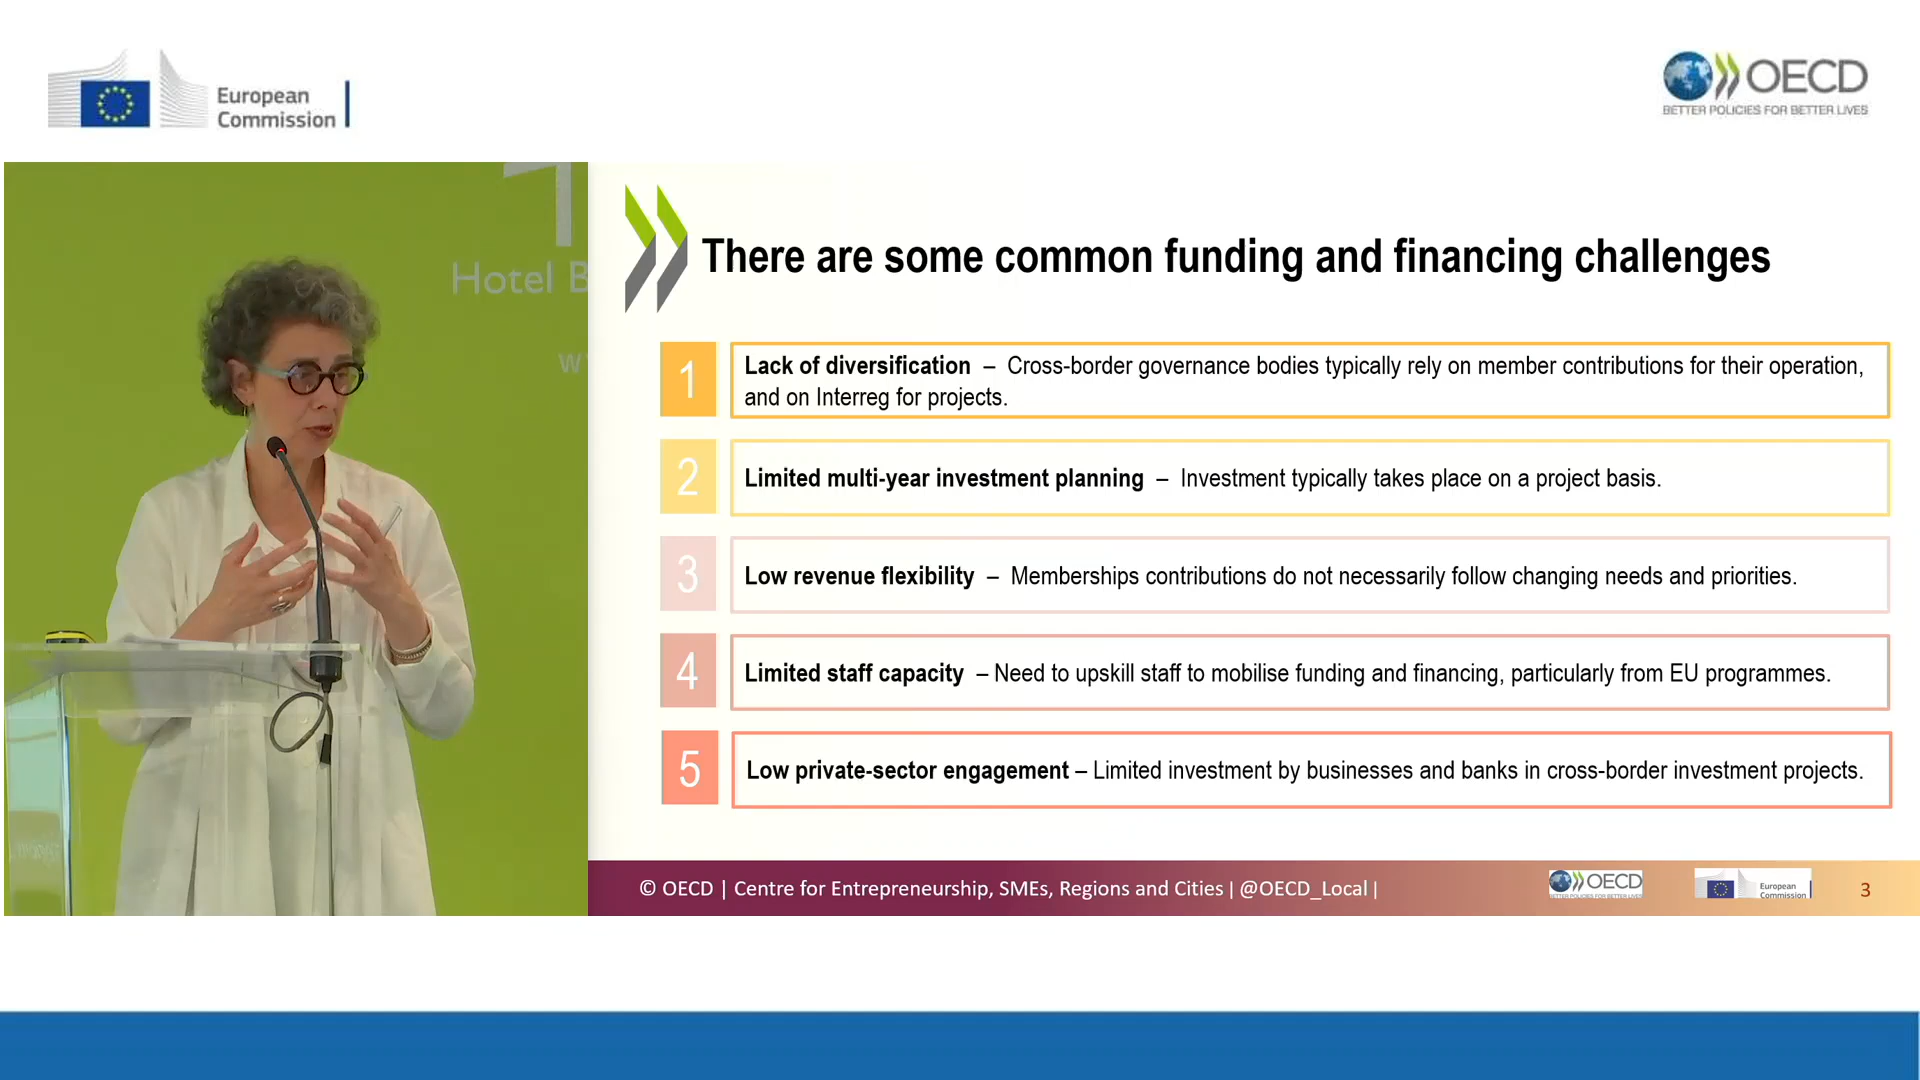 European
Commission
OECD
BETTER POLICIES FOR BETTER LIVES
Hotel B
w
There are some common funding and financing challenges
1
Lack of diversification – Cross-border governance bodies typically rely on member contributions for their operation,
and on Interreg for projects.
2
Limited multi-year investment planning – Investment typically takes place on a project basis.
3
Low revenue flexibility – Memberships contributions do not necessarily follow changing needs and priorities.
4
Limited staff capacity – Need to upskill staff to mobilise funding and financing, particularly from EU programmes.
5
Low private-sector engagement – Limited investment by businesses and banks in cross-border investment projects.
© OECD | Centre for Entrepreneurship, SMEs, Regions and Cities | @OECD_Local |
OECD
BETTER POLICIES FOR BETTER LIVES
European
Commission
3